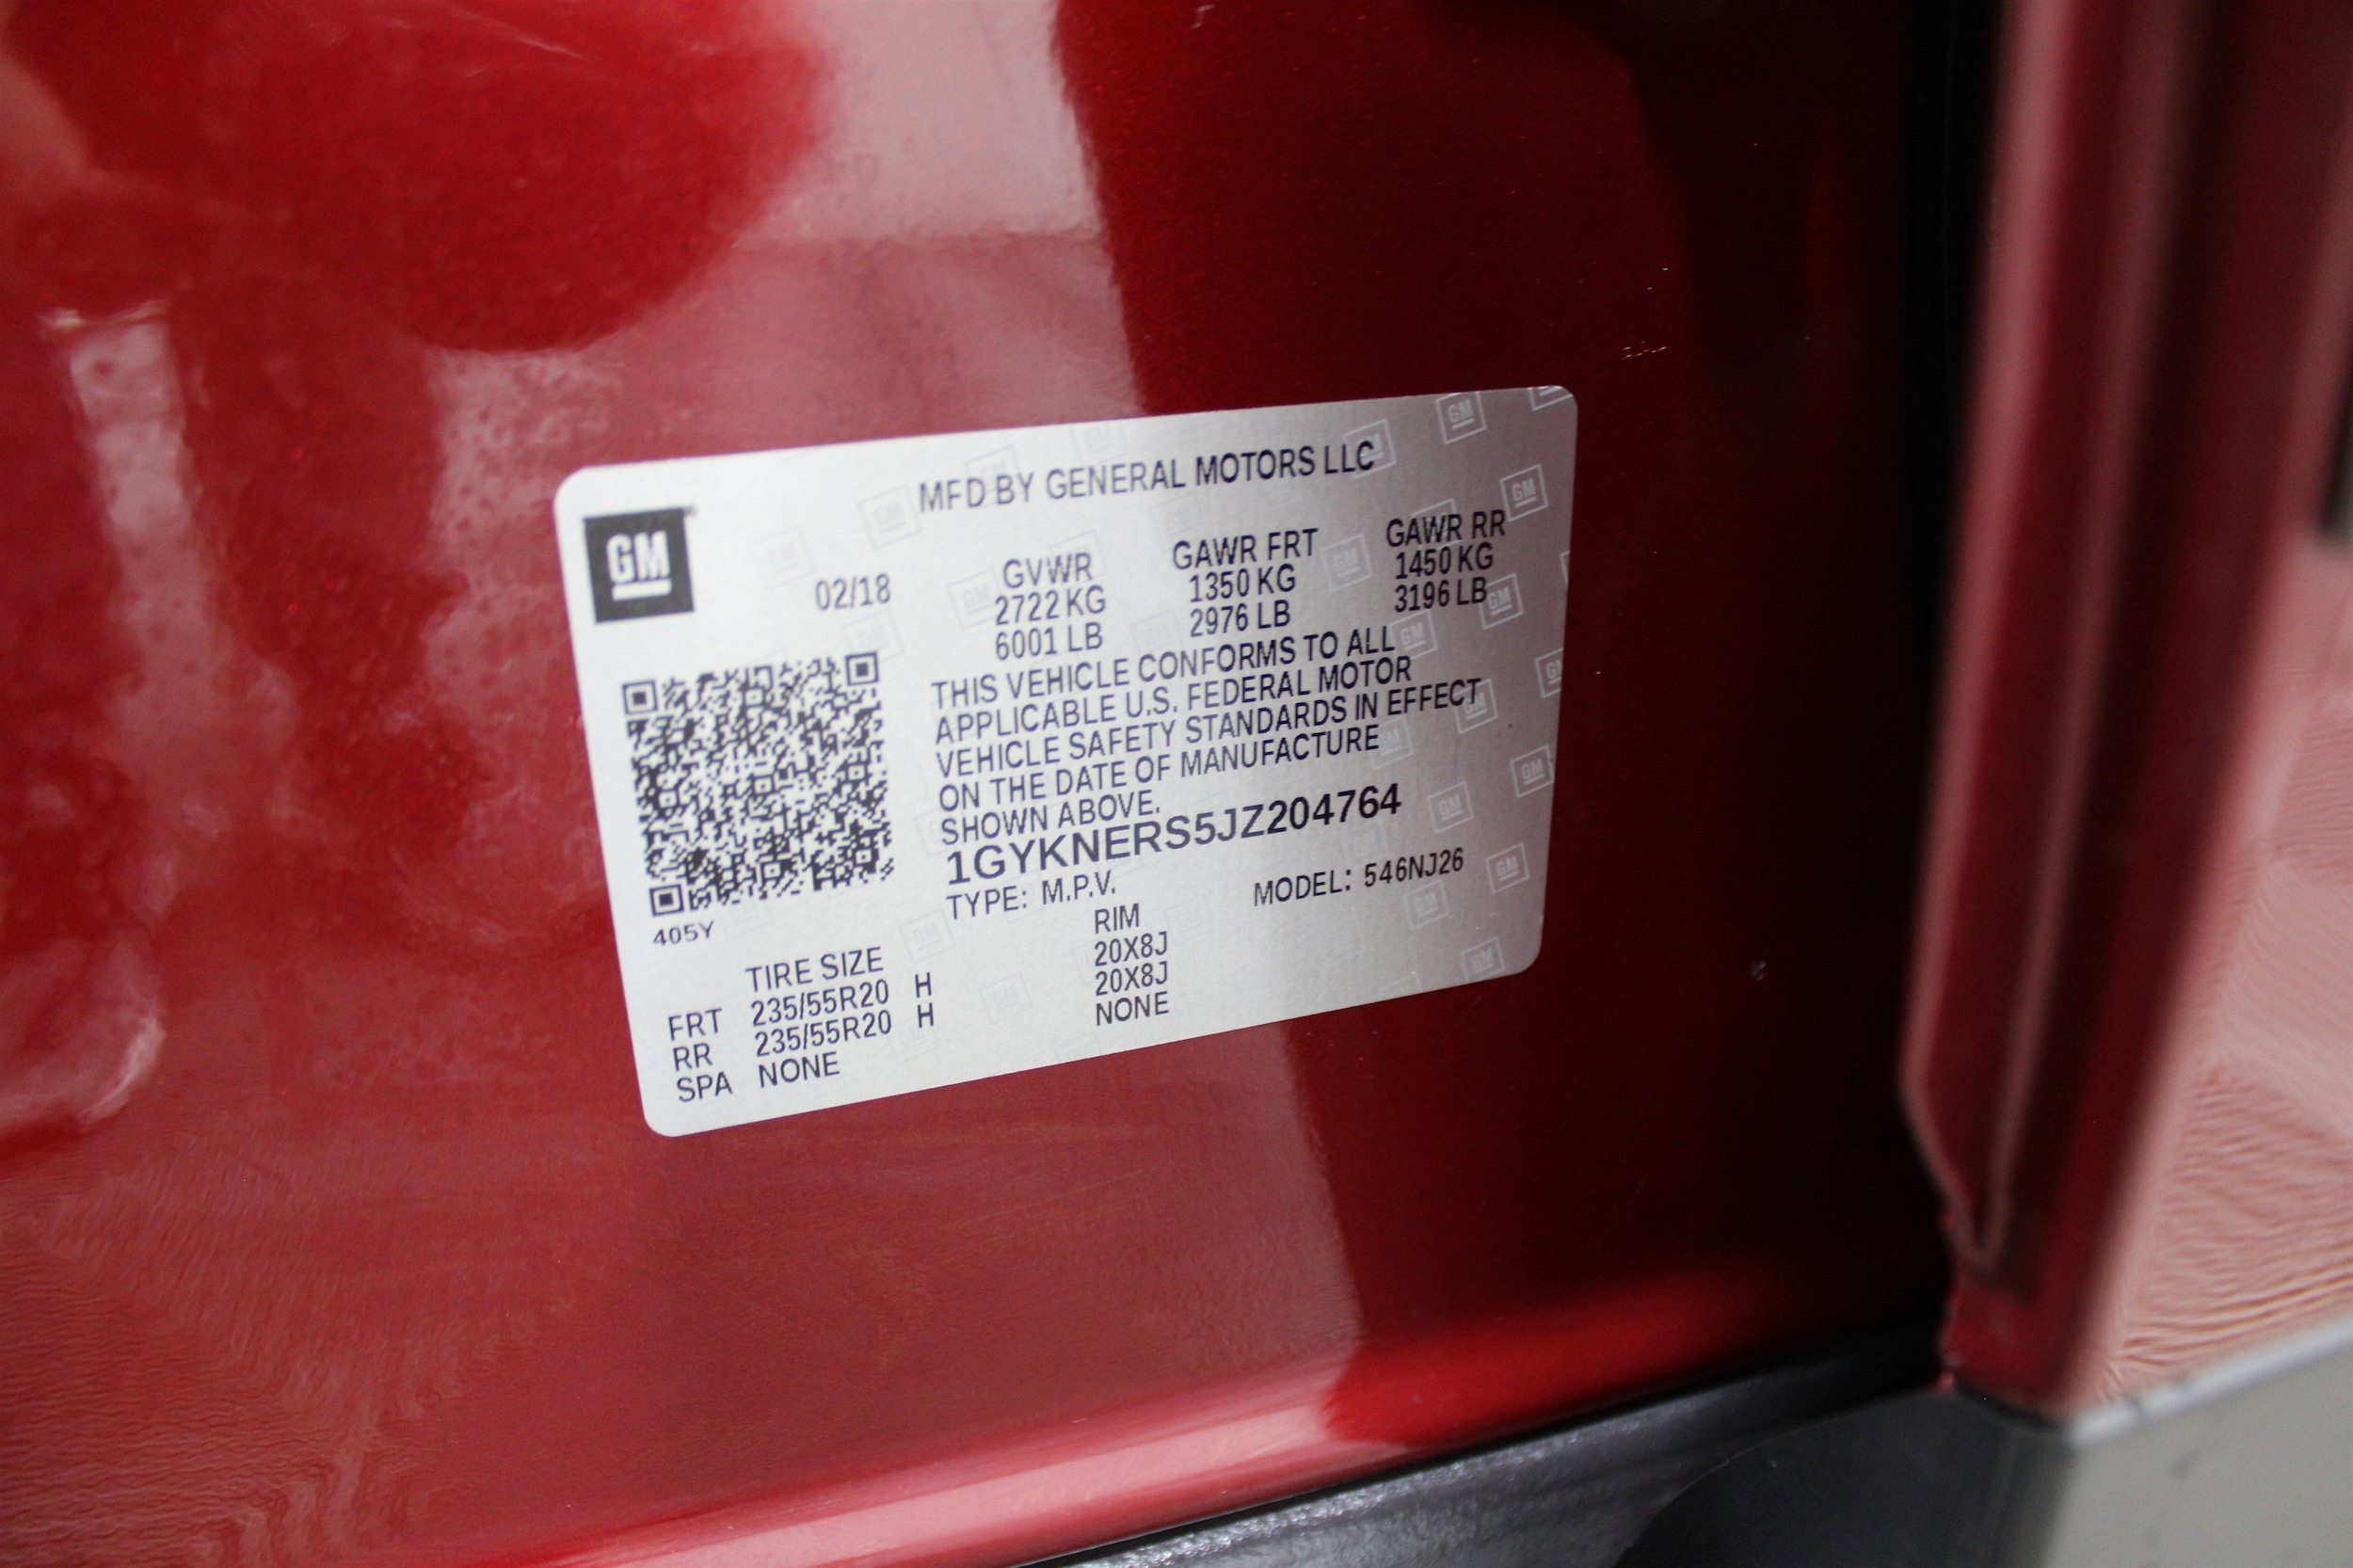 MFD BY GENERAL MOTORS LLC
GM
02/18
GVWR GAWR FRT GAWR RR
2722 KG 1350 KG 1450 KG
6001 LB 2976 LB 3196 LB
THIS VEHICLE CONFORMS TO ALL
APPLICABLE U.S. FEDERAL MOTOR
VEHICLE SAFETY STANDARDS IN EFFECT
ON THE DATE OF MANUFACTURE
SHOWN ABOVE.
1GYKNERS5JZ204764
TYPE: M.P.V. MODEL: 546NJ26
405Y
TIRE SIZE RIM
FRT 235/55R20 H 20X8J
RR 235/55R20 H 20X8J
SPA NONE NONE